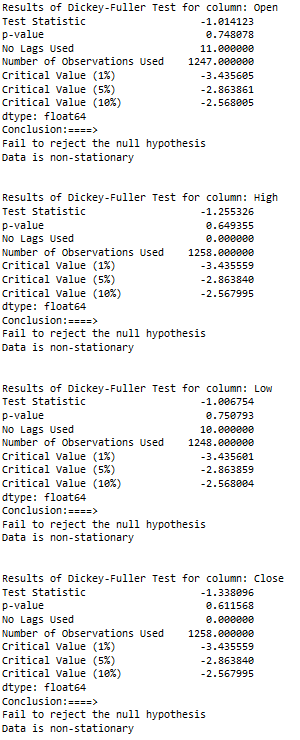 Results of Dickey-Fuller Test for column: Open
Test Statistic -1.014123
p-value 0.748078
No Lags Used 11.000000
Number of Observations Used 1247.000000
Critical Value (1%) -3.435605
Critical Value (5%) -2.863861
Critical Value (10%) -2.568005
dtype: float64
Conclusion:====>
Fail to reject the null hypothesis
Data is non-stationary
Results of Dickey-Fuller Test for column: High
Test Statistic -1.255326
p-value 0.649355
No Lags Used 0.000000
Number of Observations Used 1258.000000
Critical Value (1%) -3.435559
Critical Value (5%) -2.863840
Critical Value (10%) -2.567995
dtype: float64
Conclusion:====>
Fail to reject the null hypothesis
Data is non-stationary
Results of Dickey-Fuller Test for column: Low
Test Statistic -1.006754
p-value 0.750793
No Lags Used 10.000000
Number of Observations Used 1248.000000
Critical Value (1%) -3.435601
Critical Value (5%) -2.863859
Critical Value (10%) -2.568004
dtype: float64
Conclusion:====>
Fail to reject the null hypothesis
Data is non-stationary
Results of Dickey-Fuller Test for column: Close
Test Statistic -1.338096
p-value 0.611568
No Lags Used 0.000000
Number of Observations Used 1258.000000
Critical Value (1%) -3.435559
Critical Value (5%) -2.863840
Critical Value (10%) -2.567995
dtype: float64
Conclusion:====>
Fail to reject the null hypothesis
Data is non-stationary